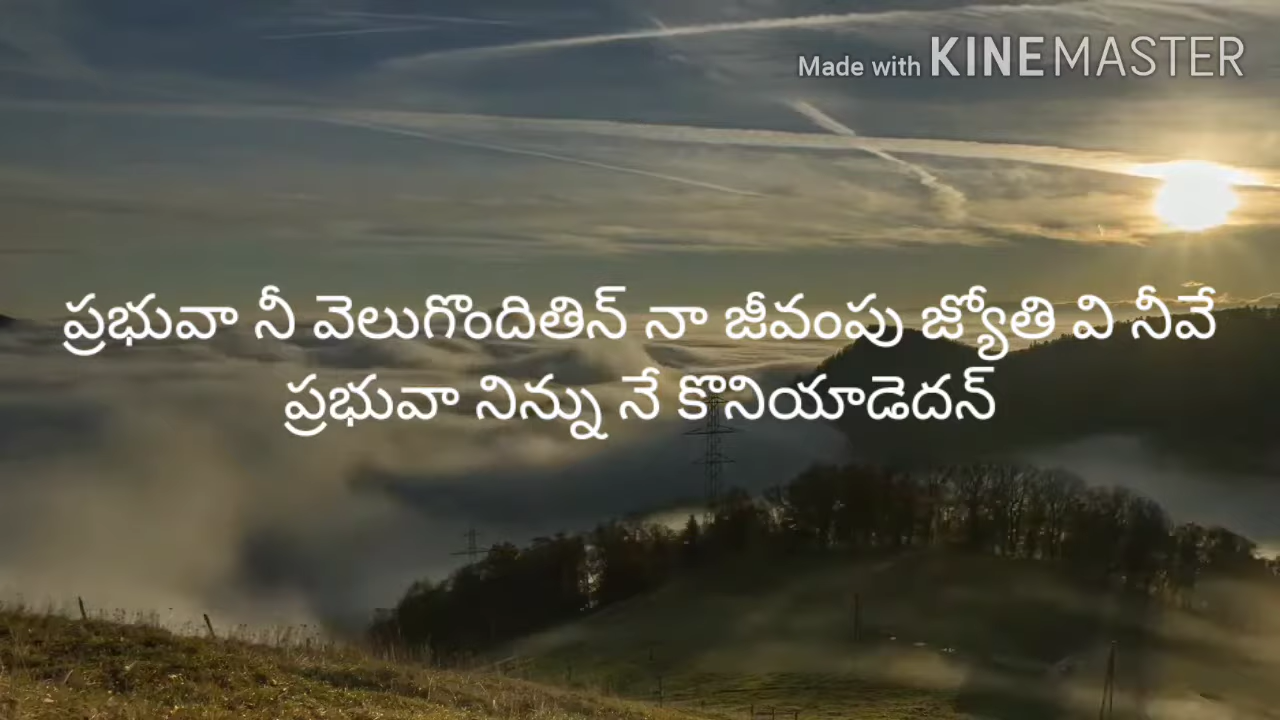 Made with KINEMASTER
ప్రభువా నీ వెలుగొందితిన్ నా జీవంపు జ్యోతి వి నీవే
ప్రభువా నిన్ను నే కొనియాడెదన్